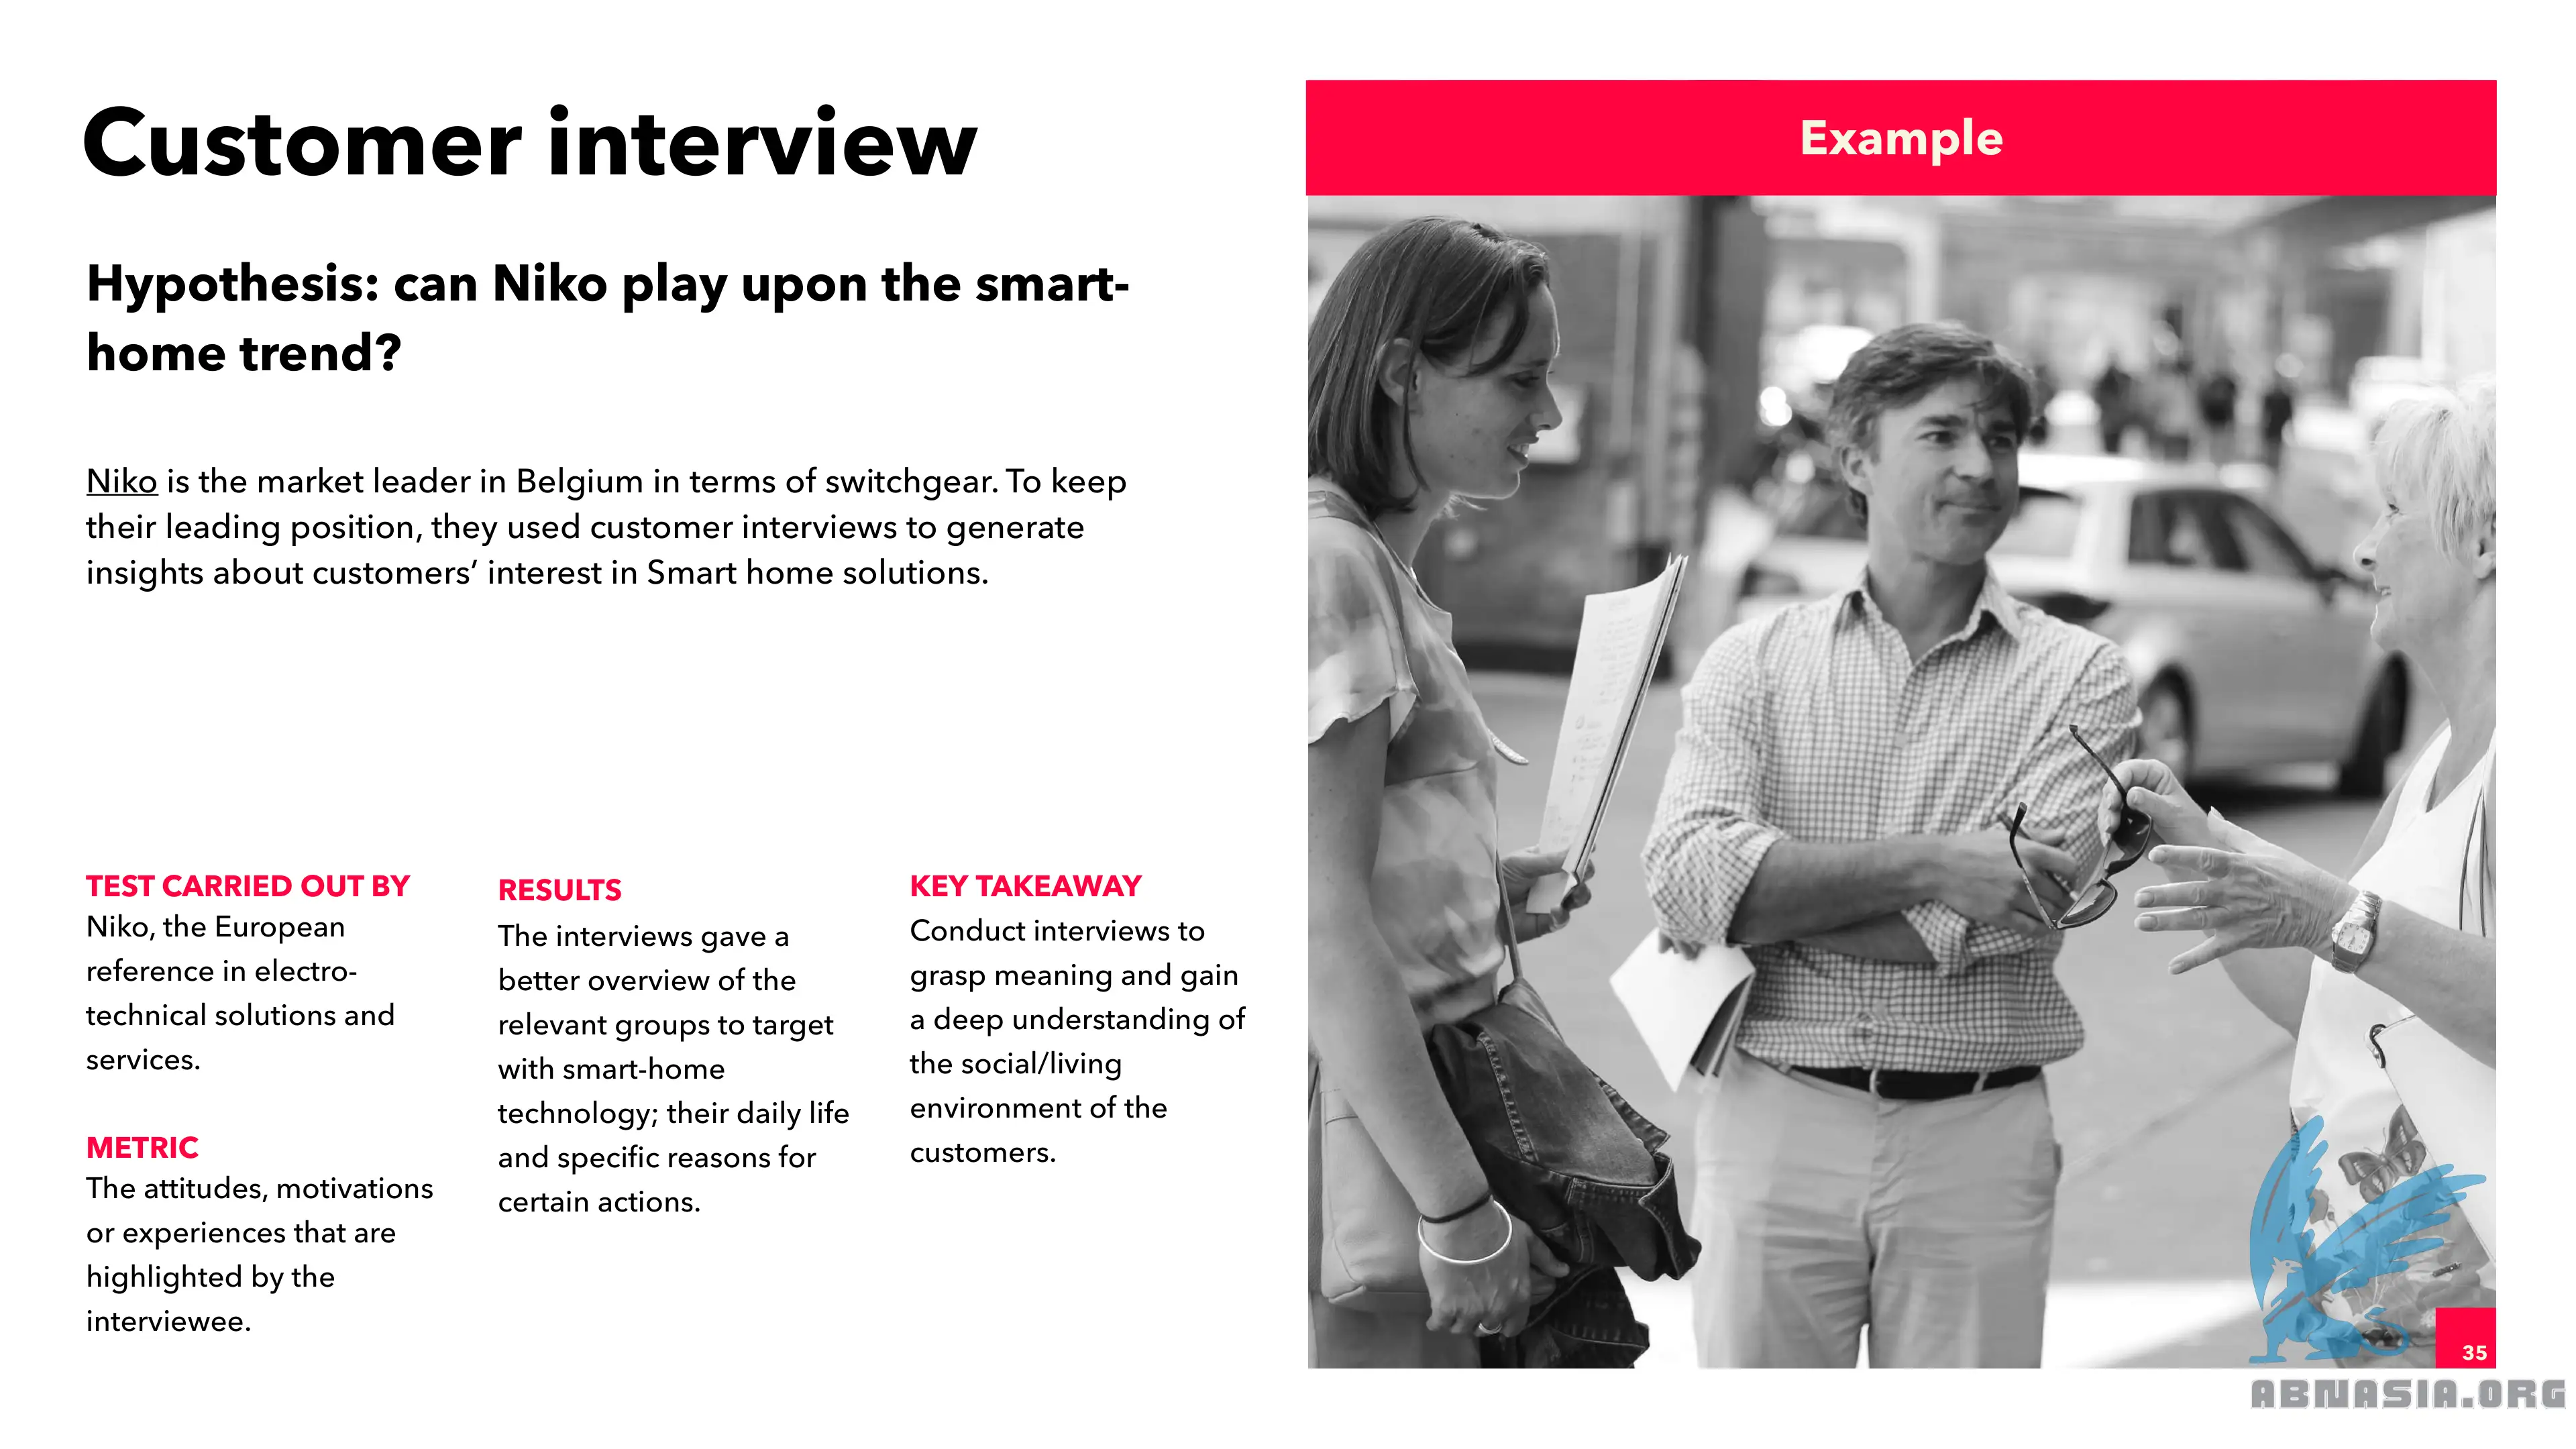 Customer interview
Hypothesis: can Niko play upon the smart-
home trend?
Niko is the market leader in Belgium in terms of switchgear. To keep
their leading position, they used customer interviews to generate
insights about customers’ interest in Smart home solutions.
TEST CARRIED OUT BY
Niko, the European
reference in electro-
technical solutions and
services.
METRIC
The attitudes, motivations
or experiences that are
highlighted by the
interviewee.
RESULTS
The interviews gave a
better overview of the
relevant groups to target
with smart-home
technology; their daily life
and specific reasons for
certain actions.
KEY TAKEAWAY
Conduct interviews to
grasp meaning and gain
a deep understanding of
the social/living
environment of the
customers.
Example
35
ABNASIA.ORG